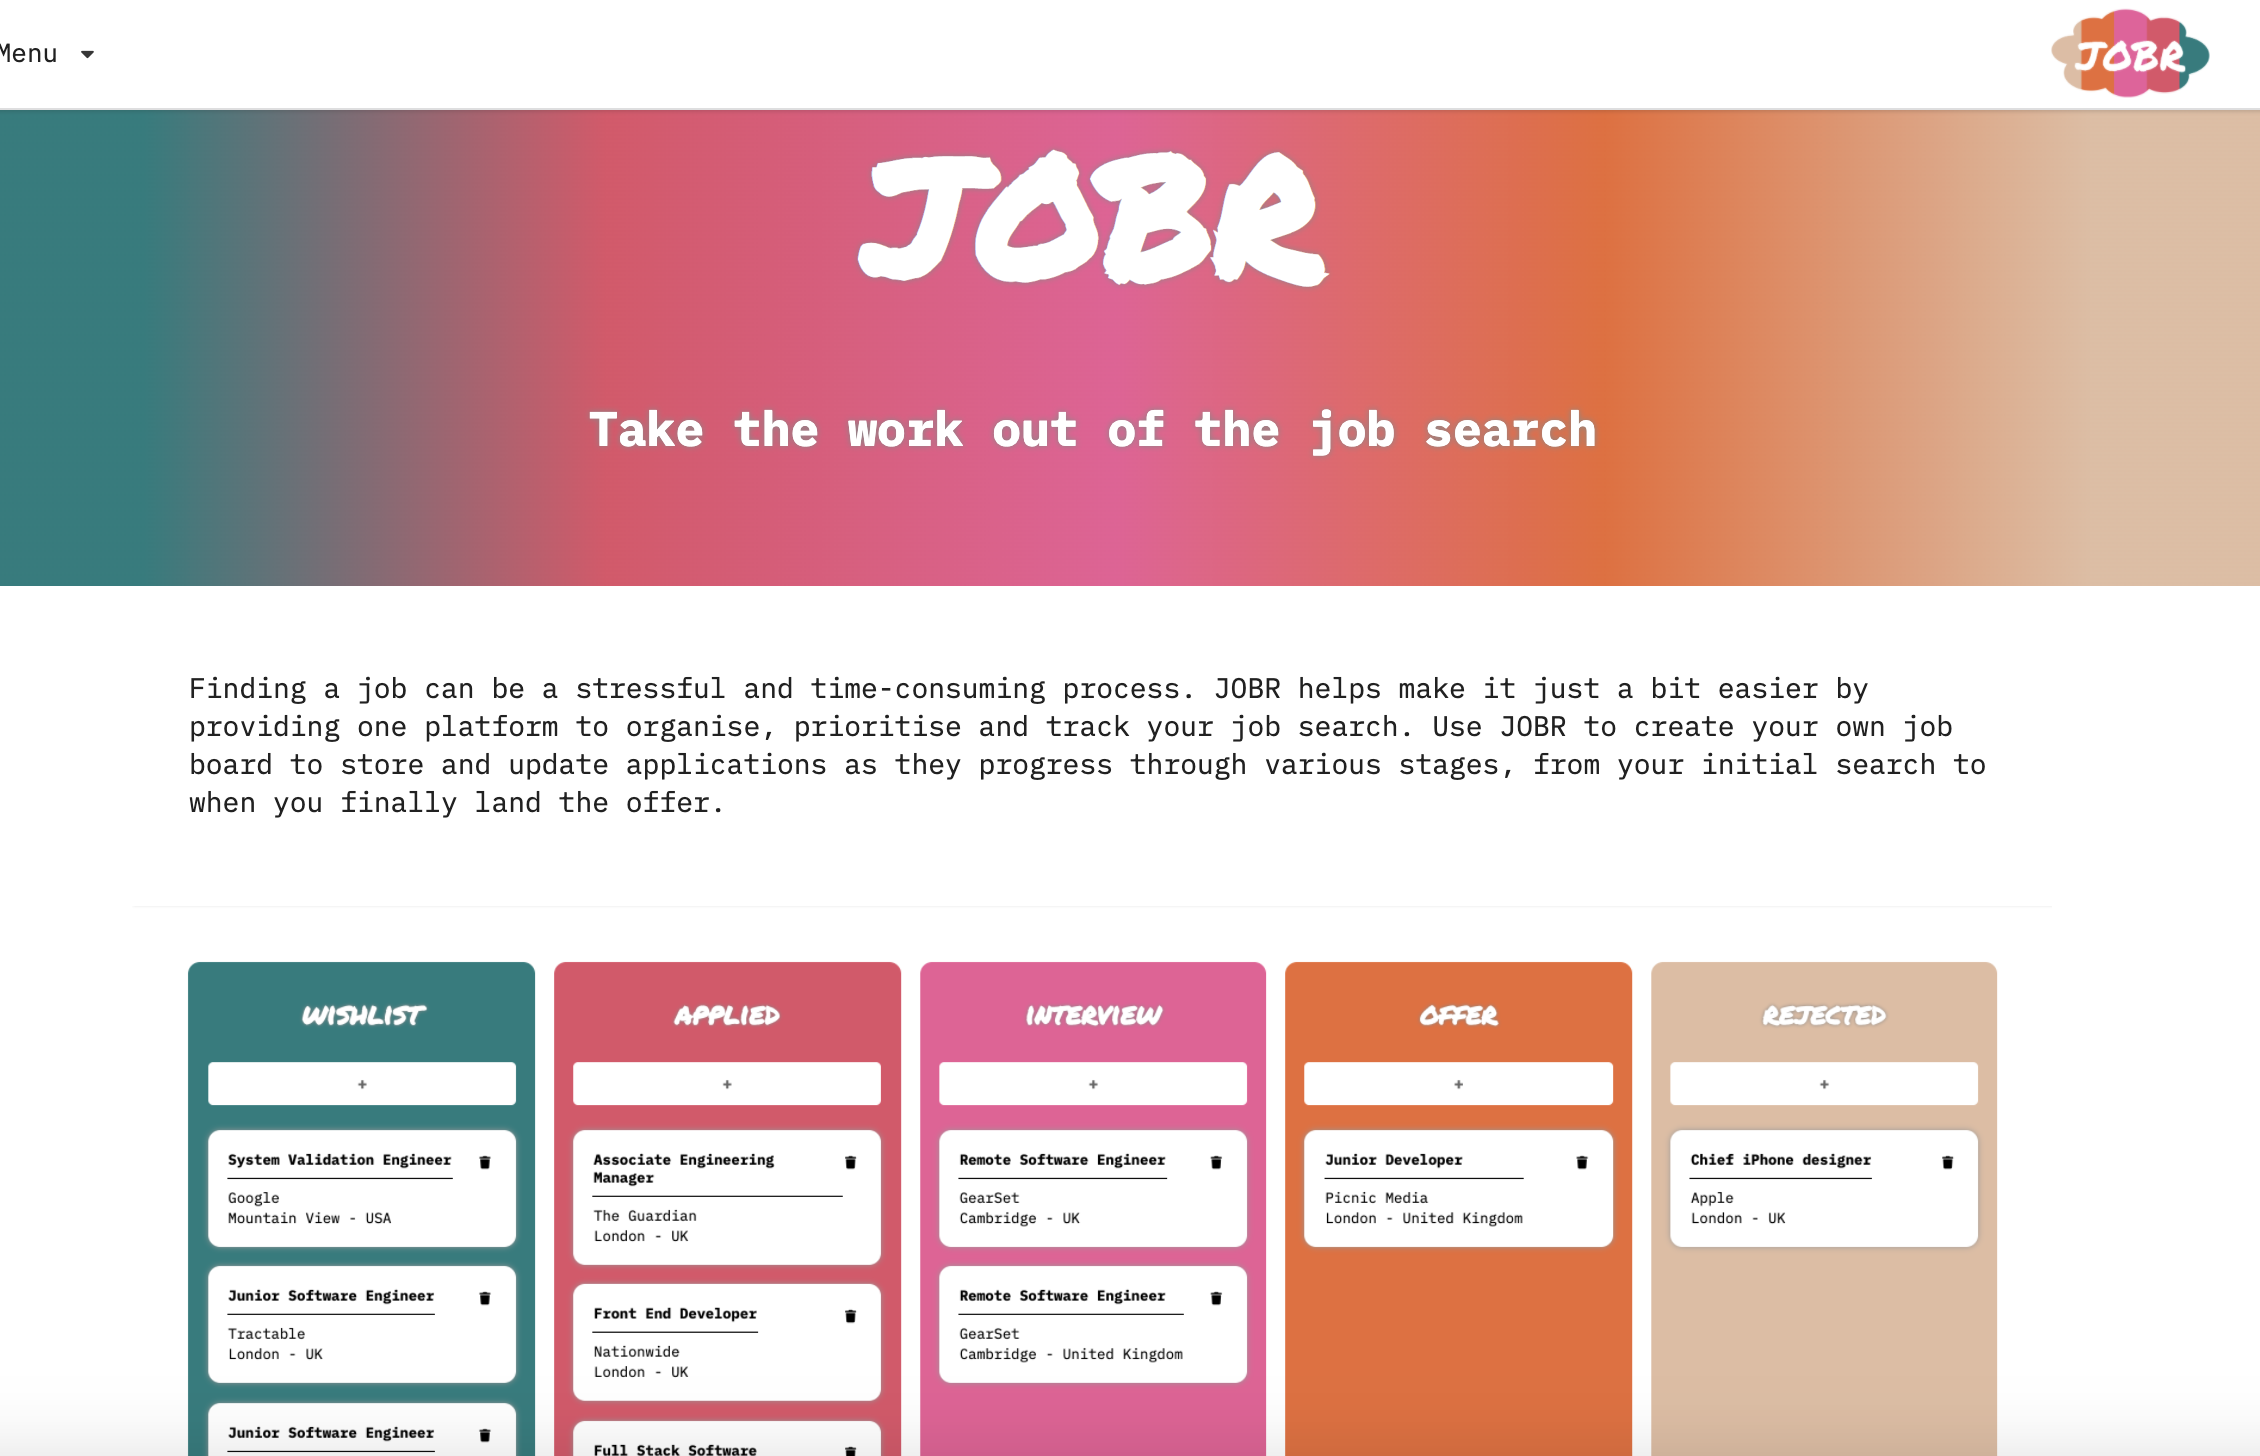 Menu
JOBR
JOBR
Take the work out of the job search
Finding a job can be a stressful and time-consuming process. JOBR helps make it just a bit easier by
providing one platform to organise, prioritise and track your job search. Use JOBR to create your own job
board to store and update applications as they progress through various stages, from your initial search to
when you finally land the offer.
WISHLIST
+
System Validation Engineer
Google
Mountain View - USA
Junior Software Engineer
Tractable
London - UK
Junior Software Engineer
APPLIED
+
Associate Engineering
Manager
The Guardian
London - UK
Front End Developer
Nationwide
London - UK
Full Stack Software
INTERVIEW
+
Remote Software Engineer
GearSet
Cambridge - UK
Remote Software Engineer
GearSet
Cambridge - United Kingdom
OFFER
+
Junior Developer
Picnic Media
London - United Kingdom
REJECTED
+
Chief iPhone designer
Apple
London - UK